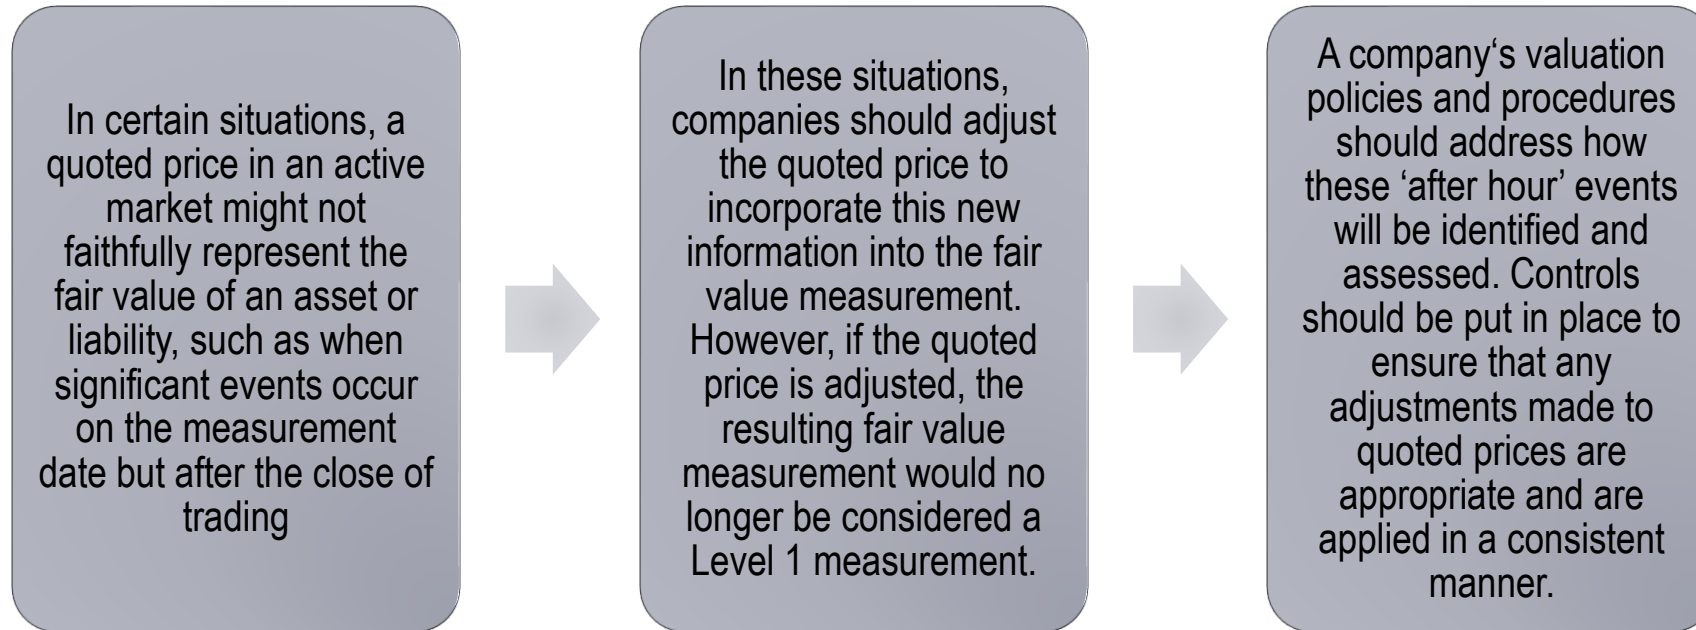 In certain situations, a
quoted price in an active
market might not
faithfully represent the
fair value of an asset or
liability, such as when
significant events occur
on the measurement
date but after the close of
trading
In these situations,
companies should adjust
the quoted price to
incorporate this new
information into the fair
value measurement.
However, if the quoted
price is adjusted, the
resulting fair value
measurement would no
longer be considered a
Level 1 measurement.
A company‘s valuation
policies and procedures
should address how
these ‘after hour’ events
will be identified and
assessed. Controls
should be put in place to
ensure that any
adjustments made to
quoted prices are
appropriate and are
applied in a consistent
manner.